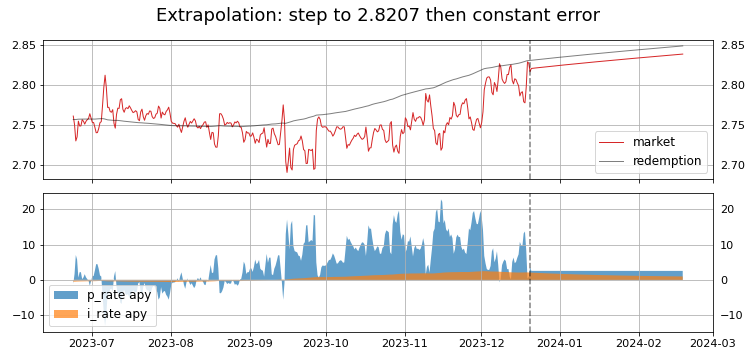 Extrapolation: step to 2.8207 then constant error
2.85 2.85
2.80 2.80
2.75 2.75
2.70 2.70
market
redemption
20 20
10 10
0 0
−10 −10
p_rate apy
i_rate apy
2023-07 2023-08 2023-09 2023-10 2023-11 2023-12 2024-01 2024-02 2024-03